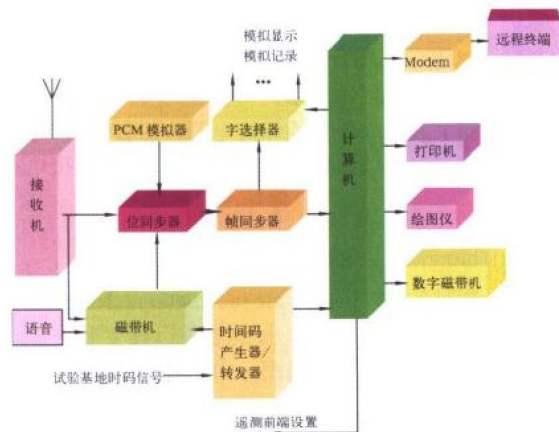 模拟显示
模拟记录
...
Modem
远程终端
PCM 模拟器
字选择器
计算机
打印机
接收机
位同步器
帧同步器
绘图仪
数字磁带机
语音
磁带机
时间码
产生器/
转发器
试验基地时码信号
遥测前端设置